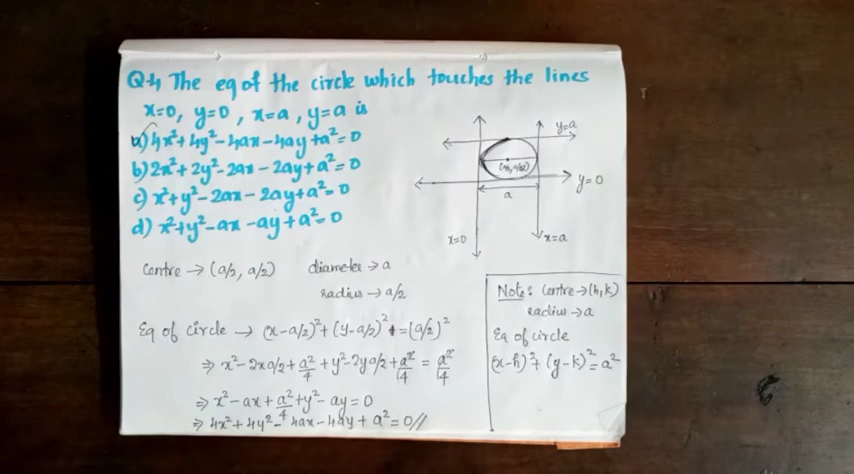 Q4, The eq of the circle which touches the lines
x=0, y=0, x=a, y=a is
a) 4x²+4y²-4ax-4ay+a²=0
b) 2x²+2y²-2ax-2ay+a²=0
c) x²+y²-2ax-2ay+a²=0
d) x²+y²-ax-ay+a²=0
y=a
(a/2, a/2)
y=0
a
x=0
x=a
Centre → (a/2, a/2) diameter → a
radius → a/2
Eq of circle → (x-a/2)²+(y-a/2)²=(a/2)²
⇒ x²-2xa/2+a²/4+y²-2ya/2+a²/4=a²/4
⇒ x²-ax+a²/4+y²-ay=0
⇒ 4x²+4y²-4ax-4ay+a²=0//
Note: Centre→(h,k)
radius→a
Eq of circle
(x-h)²+(y-k)²=a²